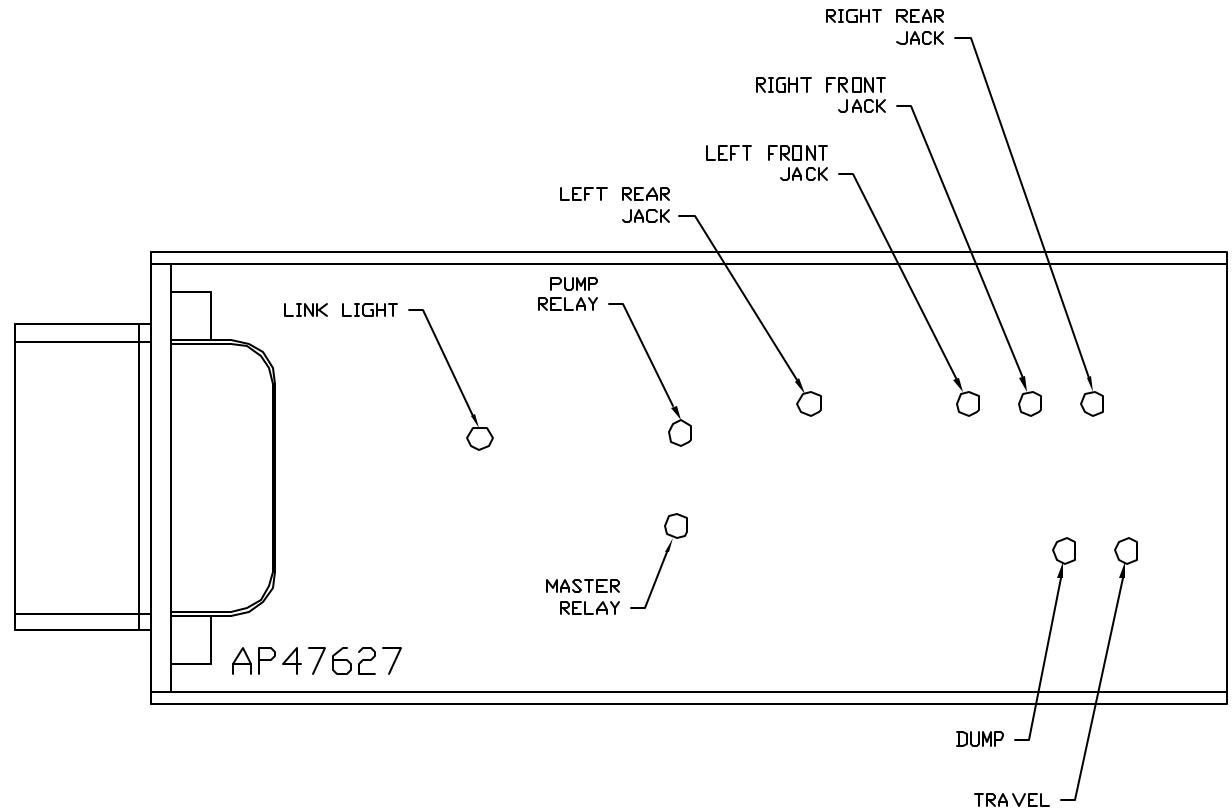 RIGHT REAR
JACK
RIGHT FRONT
JACK
LEFT FRONT
JACK
LEFT REAR
JACK
PUMP
RELAY
LINK LIGHT
MASTER
RELAY
AP47627
DUMP
TRAVEL